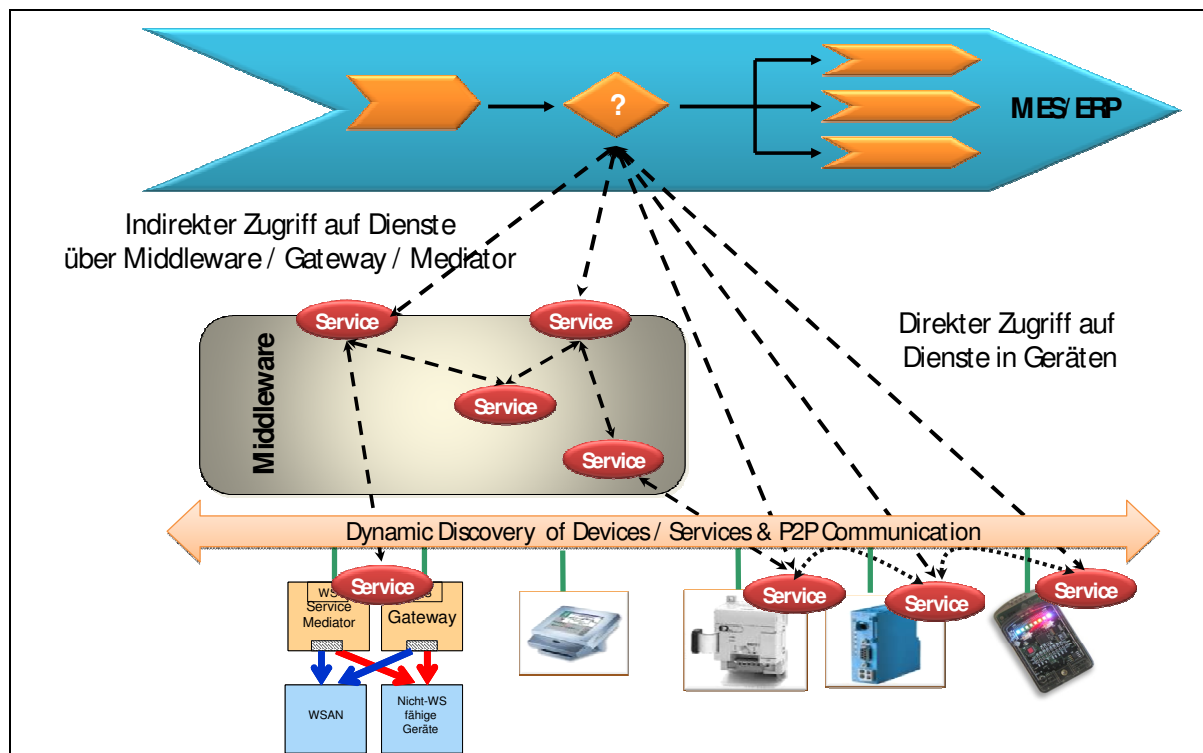 ?
MES/ERP
Indirekter Zugriff auf Dienste
über Middleware / Gateway / Mediator
Service
Service
Direkter Zugriff auf
Dienste in Geräten
Middleware
Service
Service
Dynamic Discovery of Devices / Services & P2P Communication
Service
Service
Service
Service
Service
Mediator
Gateway
WSAN
Nicht-WS
fähige
Geräte